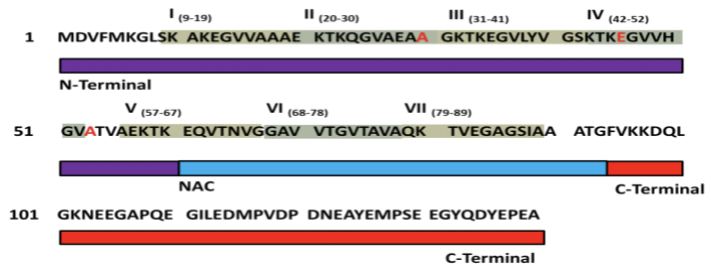 I (9-19) II (20-30) III (31-41) IV (42-52)
1 MDVFMKGLSK AKEGVVAAAE KTKQGVAEAA GKTKEGVLYV GSKTKEGVVH
N-Terminal
V (57-67) VI (68-78) VII (79-89)
51 GVATVAEKTK EQVTNVGGAV VTGVTAVAQK TVEGAGSIAA ATGFVKKDQL
NAC C-Terminal
101 GKNEEGAPQE GILEDMPVDP DNEAYEMPSE EGYQDYEPEA
C-Terminal